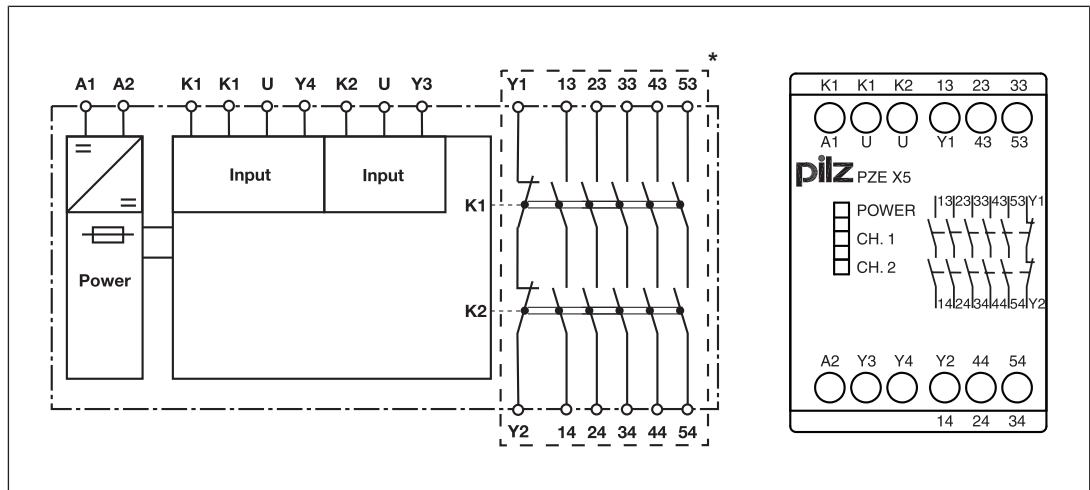 *
A1 A2 K1 K1 U Y4 K2 U Y3 Y1 13 23 33 43 53
Input Input
K1
Power
K2
Y2 14 24 34 44 54
K1 K1 K2 13 23 33
A1 U U Y1 43 53
pilz PZE X5
POWER
CH. 1
CH. 2
13 23 33 43 53 Y1
14 24 34 44 54 Y2
A2 Y3 Y4 Y2 44 54
14 24 34